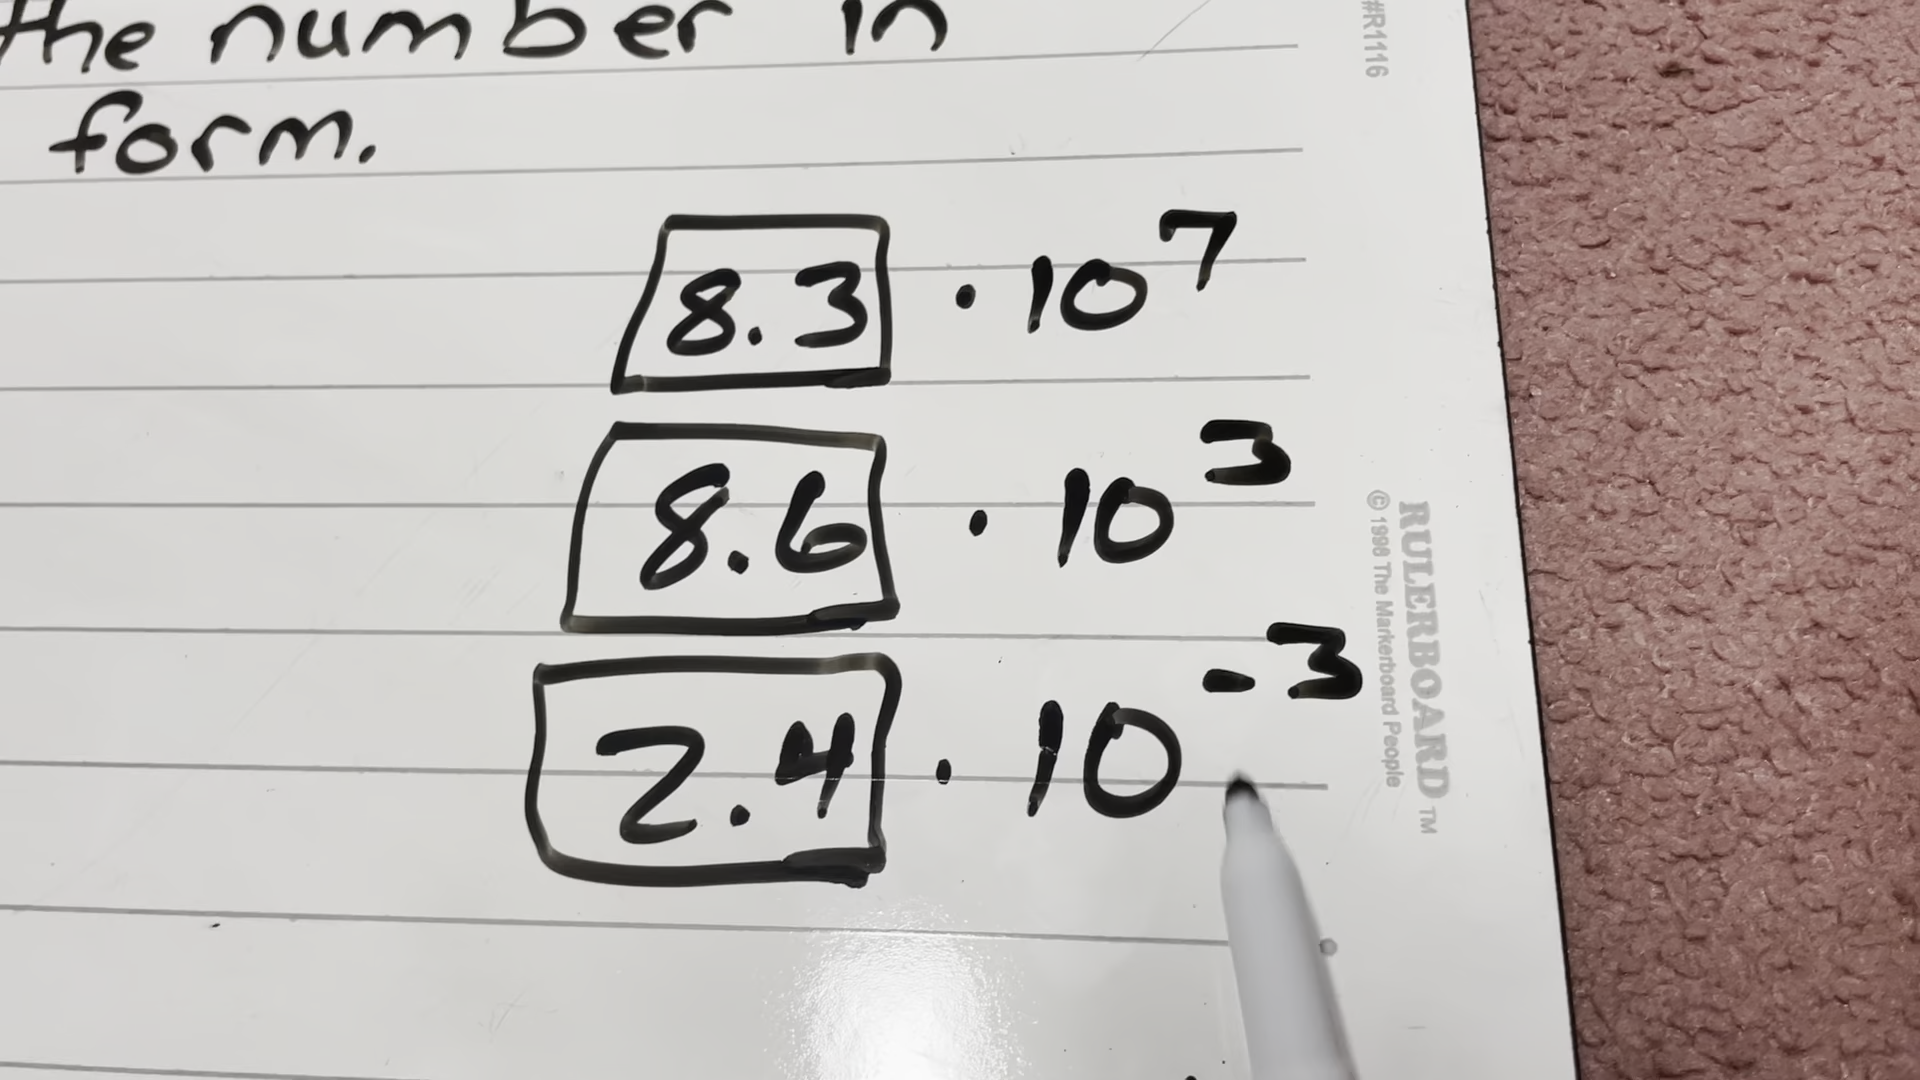 the number in
form.
8.3 · 10⁷
8.6 · 10³
2.4 · 10⁻³
#R1116
RULERBOARD™
© 1998 The Markerboard People